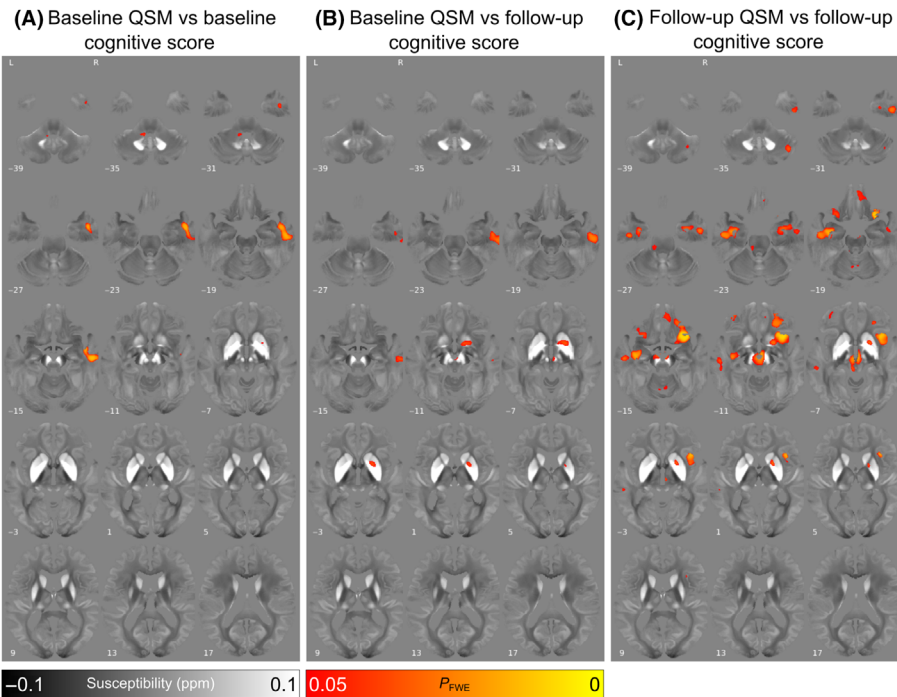 (A) Baseline QSM vs baseline
cognitive score
(B) Baseline QSM vs follow-up
cognitive score
(C) Follow-up QSM vs follow-up
cognitive score
L R
−39 −35 −31
−27 −23 −19
−15 −11 −7
−3 1 5
9 13 17
L R
−39 −35 −31
−27 −23 −19
−15 −11 −7
−3 1 5
9 13 17
L R
−39 −35 −31
−27 −23 −19
−15 −11 −7
−3 1 5
9 13 17
−0.1 Susceptibility (ppm) 0.1
0.05 PFWE 0